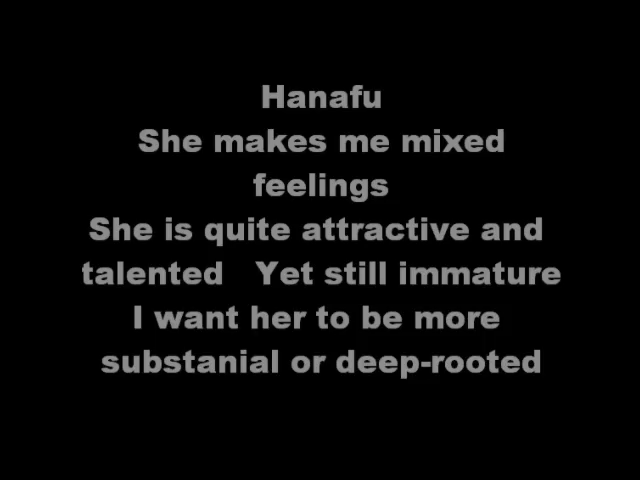 Hanafu
She makes me mixed
feelings
She is quite attractive and
talented   Yet still immature
I want her to be more
substanial or deep-rooted